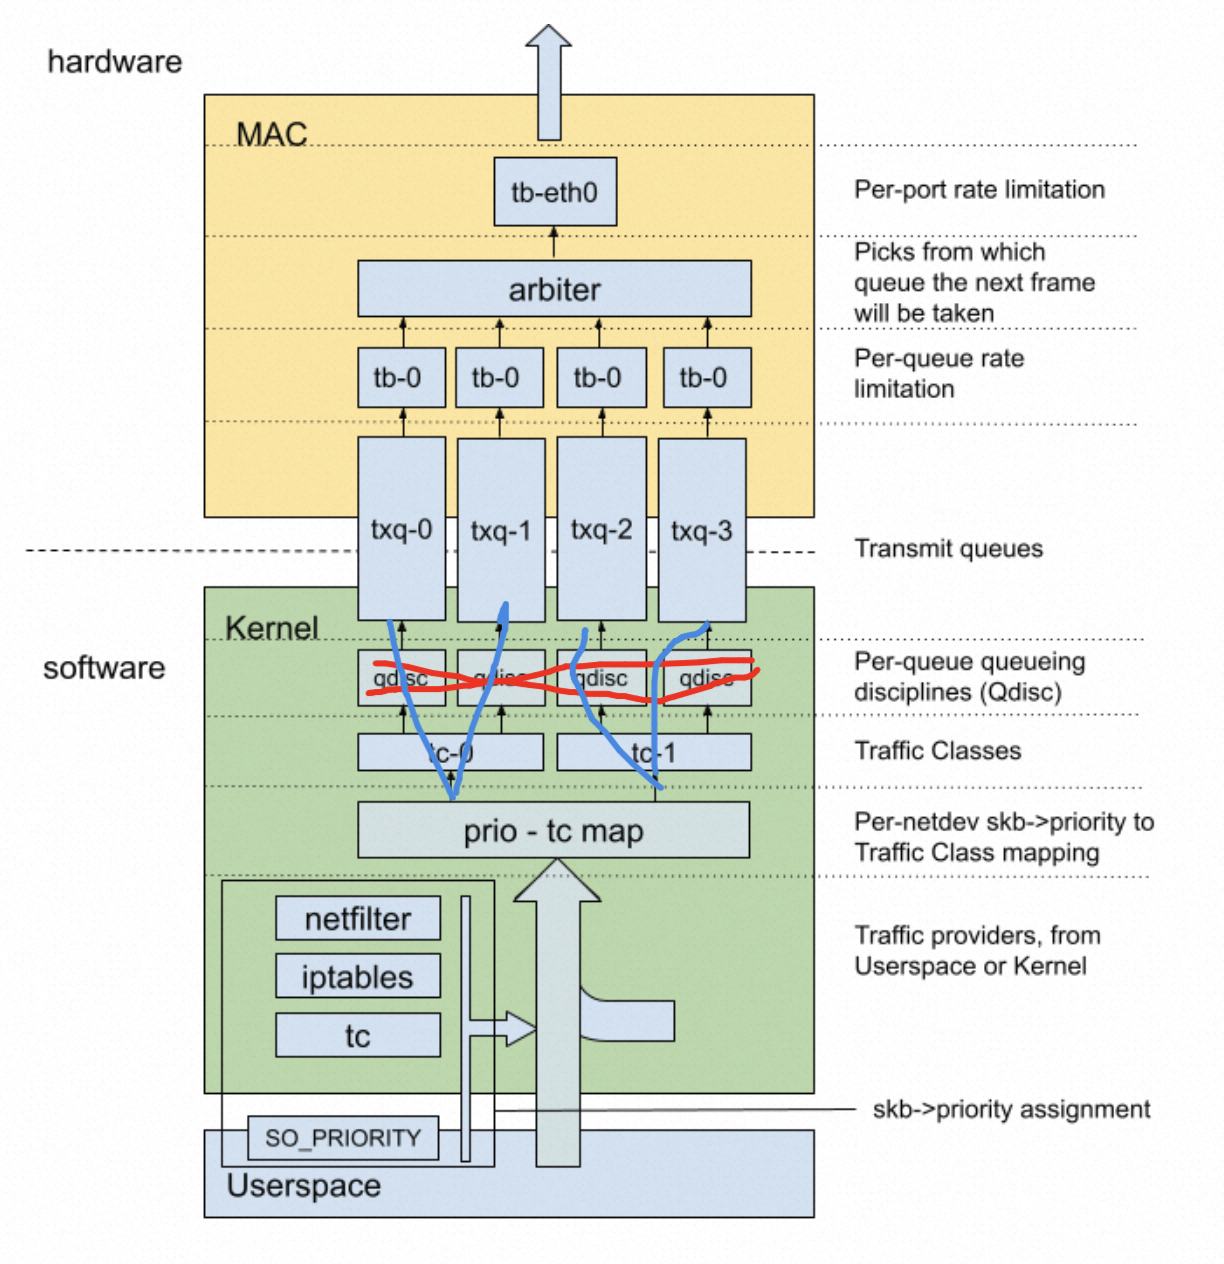 hardware
MAC
tb-eth0
Per-port rate limitation
arbiter
Picks from which
queue the next frame
will be taken
tb-0 tb-0 tb-0 tb-0
Per-queue rate
limitation
txq-0 txq-1 txq-2 txq-3
Transmit queues
Kernel
software
qdisc qdisc qdisc qdisc
Per-queue queueing
disciplines (Qdisc)
tc-0 tc-1
Traffic Classes
prio - tc map
Per-netdev skb->priority to
Traffic Class mapping
netfilter
iptables
tc
Traffic providers, from
Userspace or Kernel
skb->priority assignment
SO_PRIORITY
Userspace